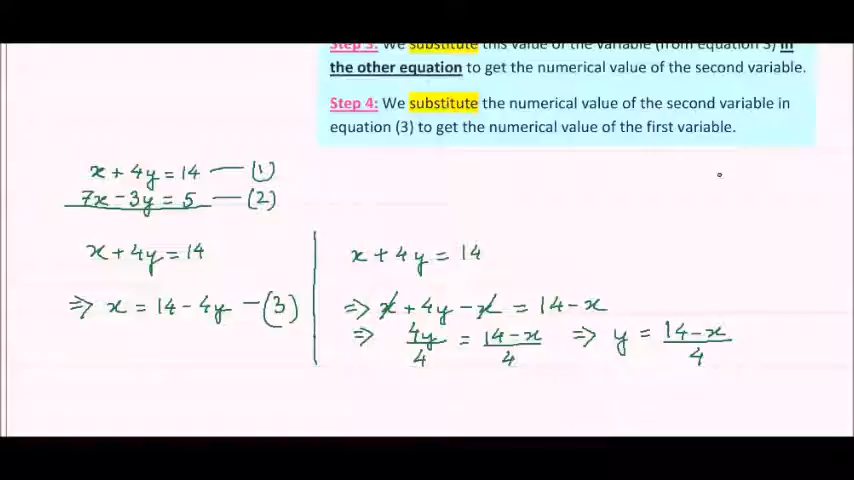 Step 3: We substitute this value of the variable (from equation 3) in
the other equation to get the numerical value of the second variable.
Step 4: We substitute the numerical value of the second variable in
equation (3) to get the numerical value of the first variable.
x + 4y = 14 — (1)
7x - 3y = 5 — (2)
x + 4y = 14
⇒ x = 14 - 4y — (3)
x + 4y = 14
⇒ x + 4y - x = 14 - x
⇒ 4y/4 = (14-x)/4 ⇒ y = (14-x)/4